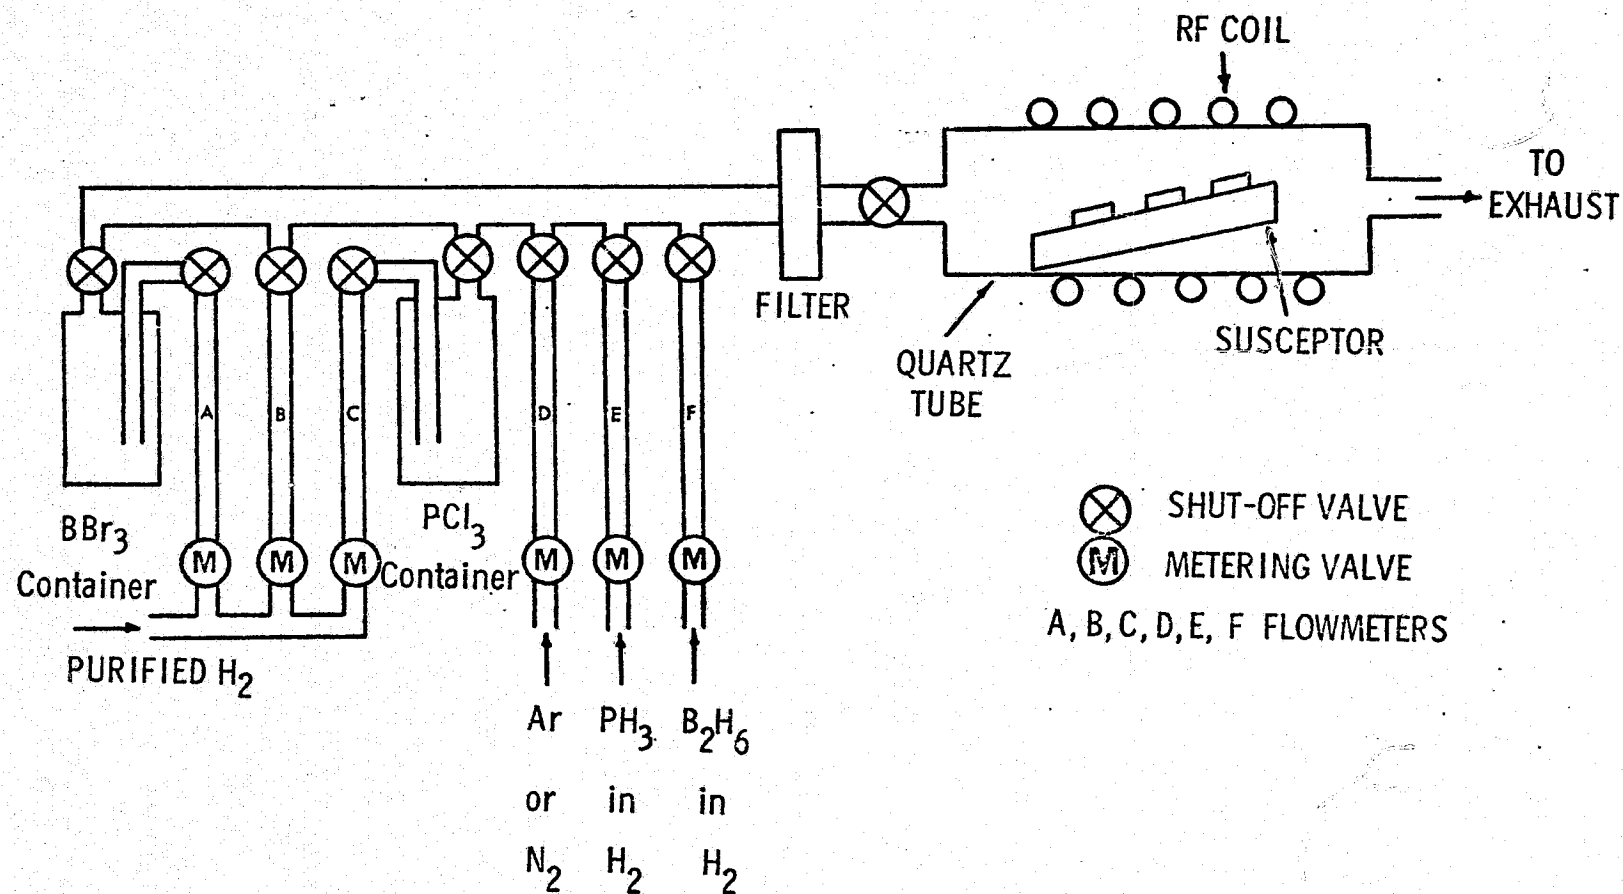 RF COIL
TO
EXHAUST
FILTER
SUSCEPTOR
QUARTZ
TUBE
A
B
C
D
E
F
BBr3
Container
PCl3
Container
M
M
M
M
M
M
PURIFIED H2
Ar
or
N2
PH3
in
H2
B2H6
in
H2
SHUT-OFF VALVE
M METERING VALVE
A, B, C, D, E, F FLOWMETERS